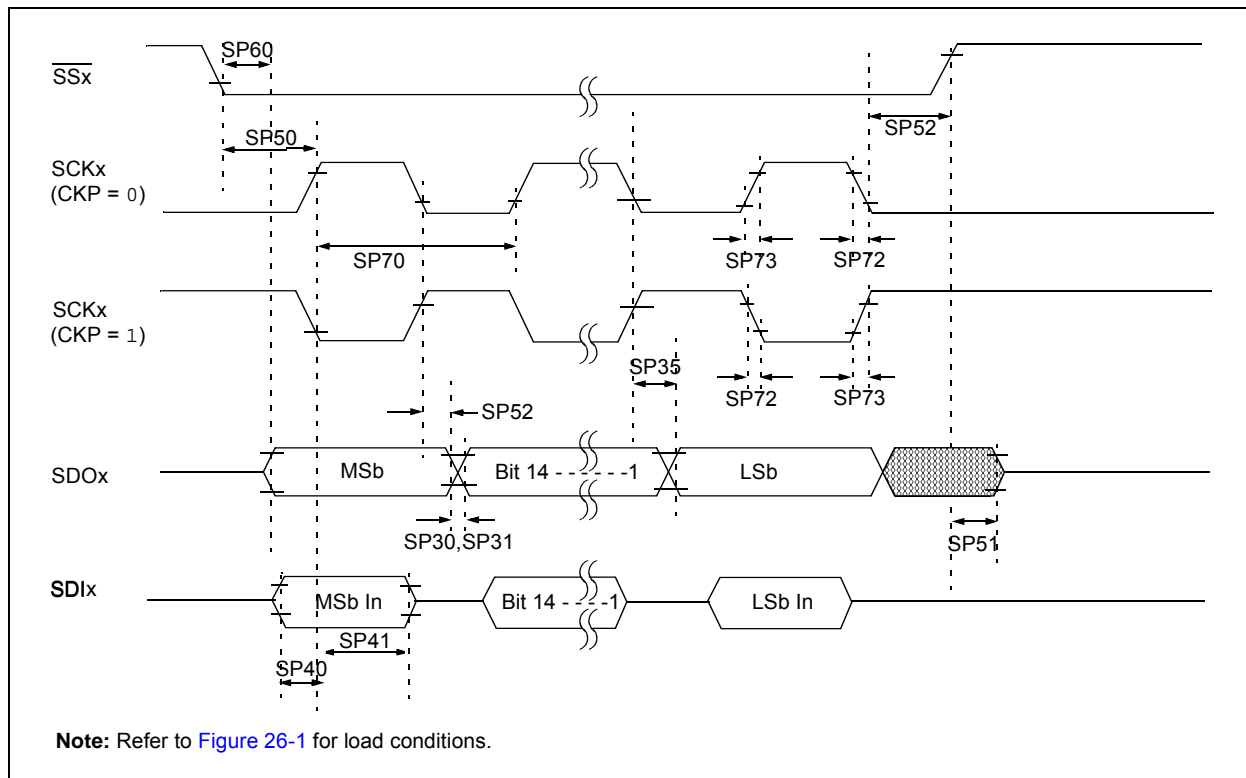 SP60
SSx
SP50
SP52
SCKx
(CKP = 0)
SP70
SP73
SP72
SCKx
(CKP = 1)
SP35
SP72
SP73
SP52
SDOx
MSb
Bit 14 - - - - - -1
LSb
SP30,SP31
SP51
SDIx
MSb In
Bit 14 - - - -1
LSb In
SP41
SP40
Note: Refer to Figure 26-1 for load conditions.